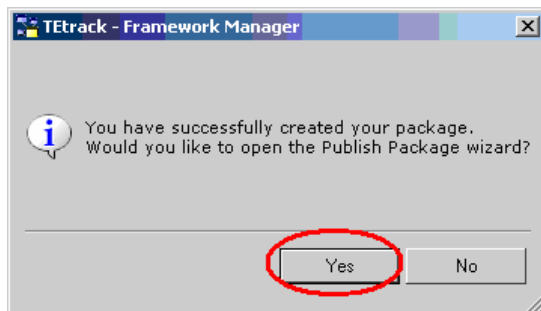 TEtrack - Framework Manager
You have successfully created your package.
Would you like to open the Publish Package wizard?
Yes No